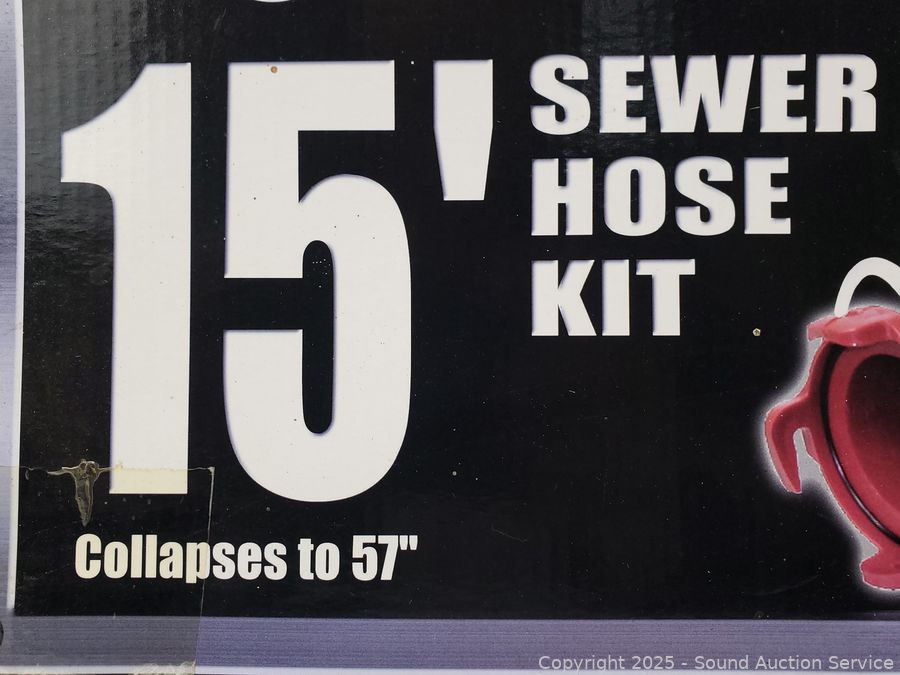 15'
SEWER
HOSE
KIT
Collapses to 57"
Copyright 2025 - Sound Auction Service